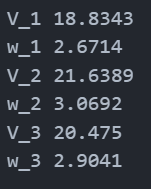 V_1 18.8343
w_1 2.6714
V_2 21.6389
w_2 3.0692
V_3 20.475
w_3 2.9041